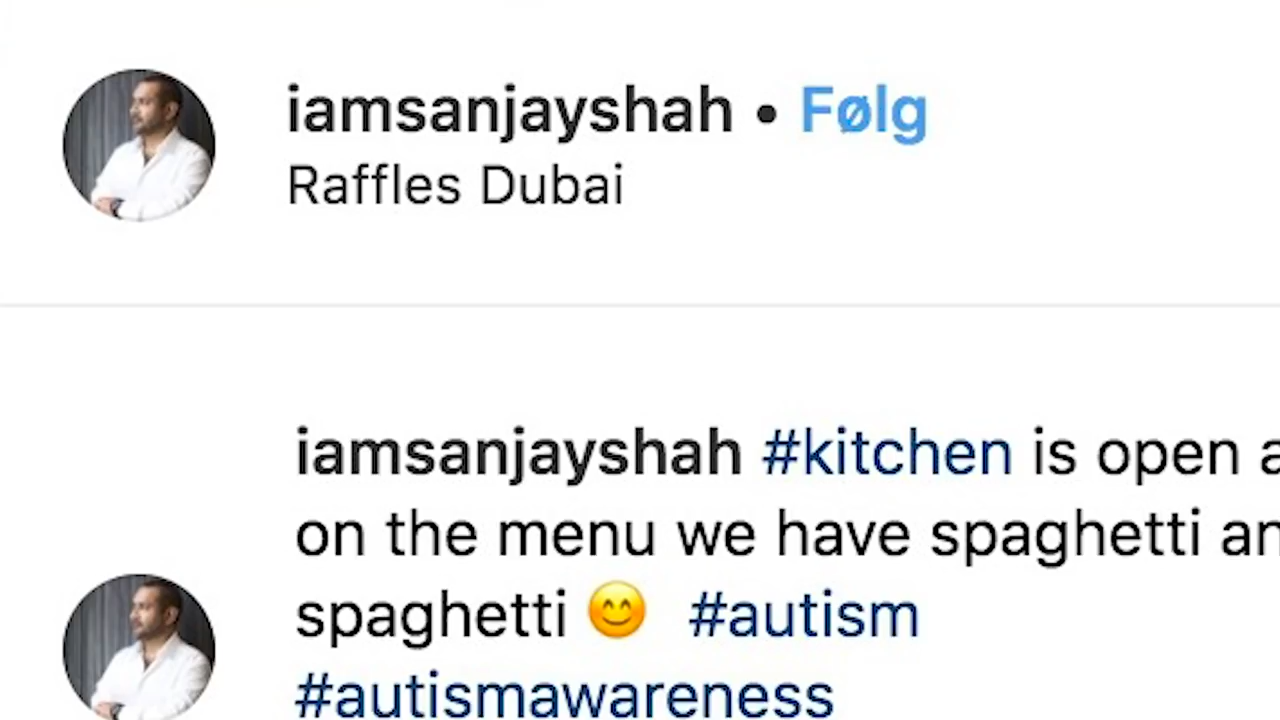 iamsanjayshah • Følg
Raffles Dubai
iamsanjayshah #kitchen is open
on the menu we have spaghetti
spaghetti 😊 #autism
#autismawareness